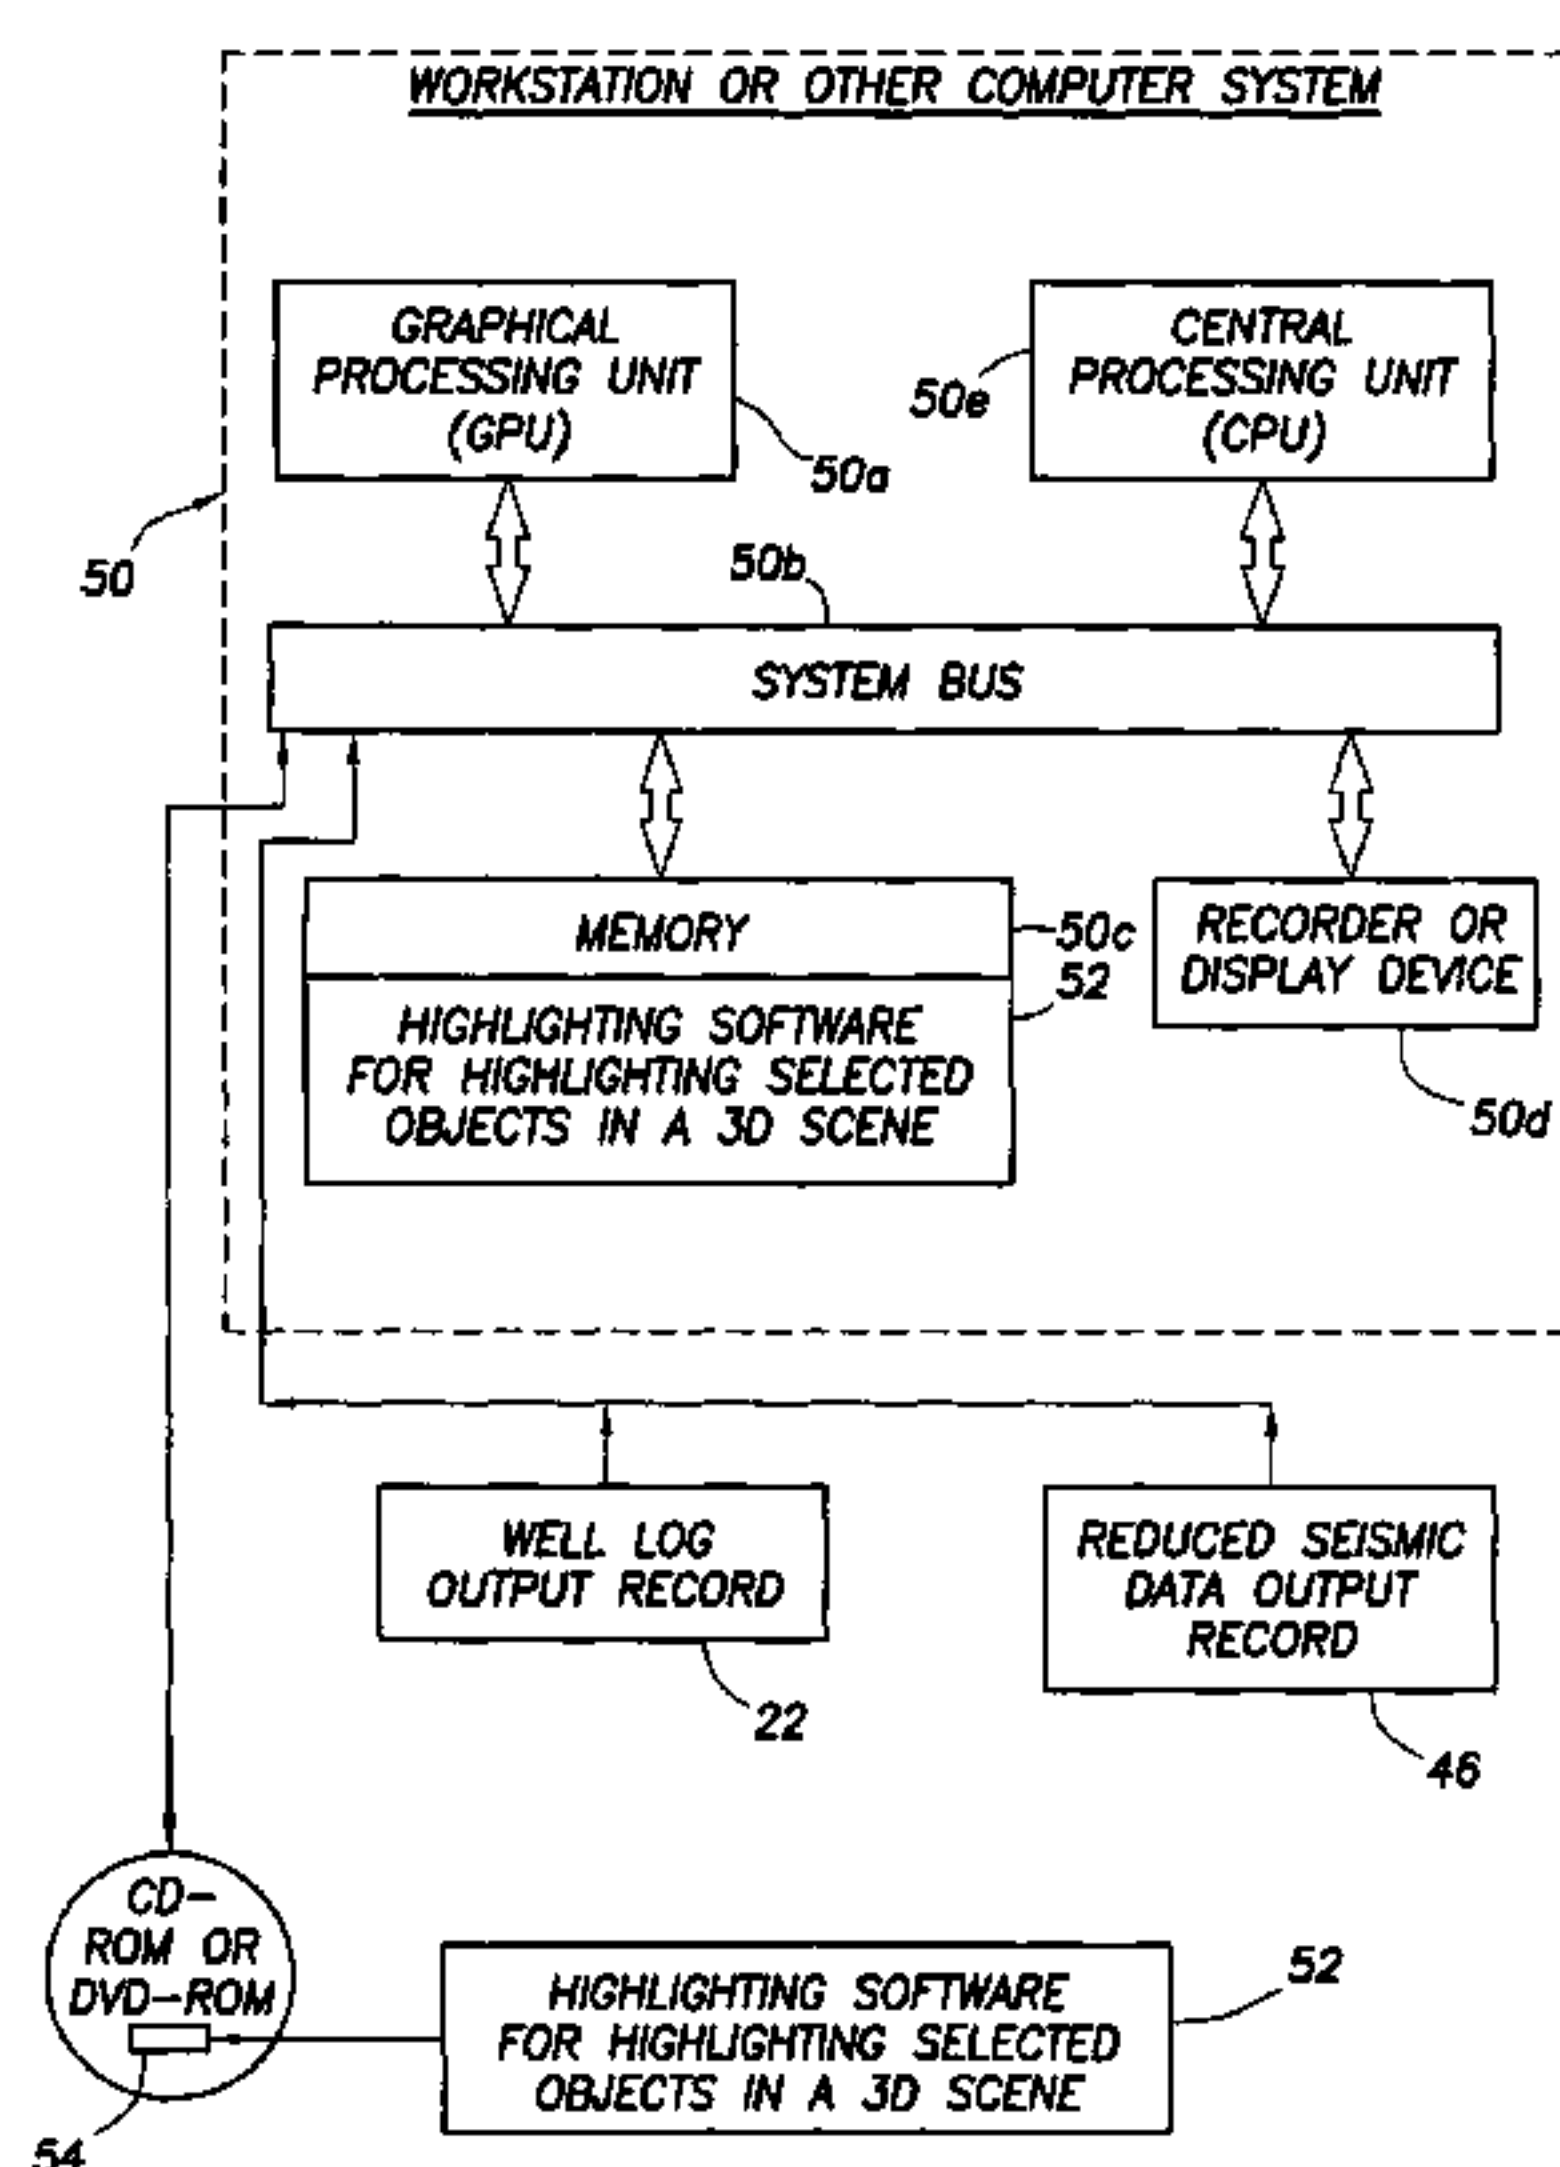 WORKSTATION OR OTHER COMPUTER SYSTEM
GRAPHICAL
PROCESSING UNIT
(GPU)
50a
CENTRAL
PROCESSING UNIT
(CPU)
50e
50
50b
SYSTEM BUS
MEMORY
50c
HIGHLIGHTING SOFTWARE
FOR HIGHLIGHTING SELECTED
OBJECTS IN A 3D SCENE
52
RECORDER OR
DISPLAY DEVICE
50d
WELL LOG
OUTPUT RECORD
22
REDUCED SEISMIC
DATA OUTPUT
RECORD
46
CD-
ROM OR
DVD-ROM
54
HIGHLIGHTING SOFTWARE
FOR HIGHLIGHTING SELECTED
OBJECTS IN A 3D SCENE
52